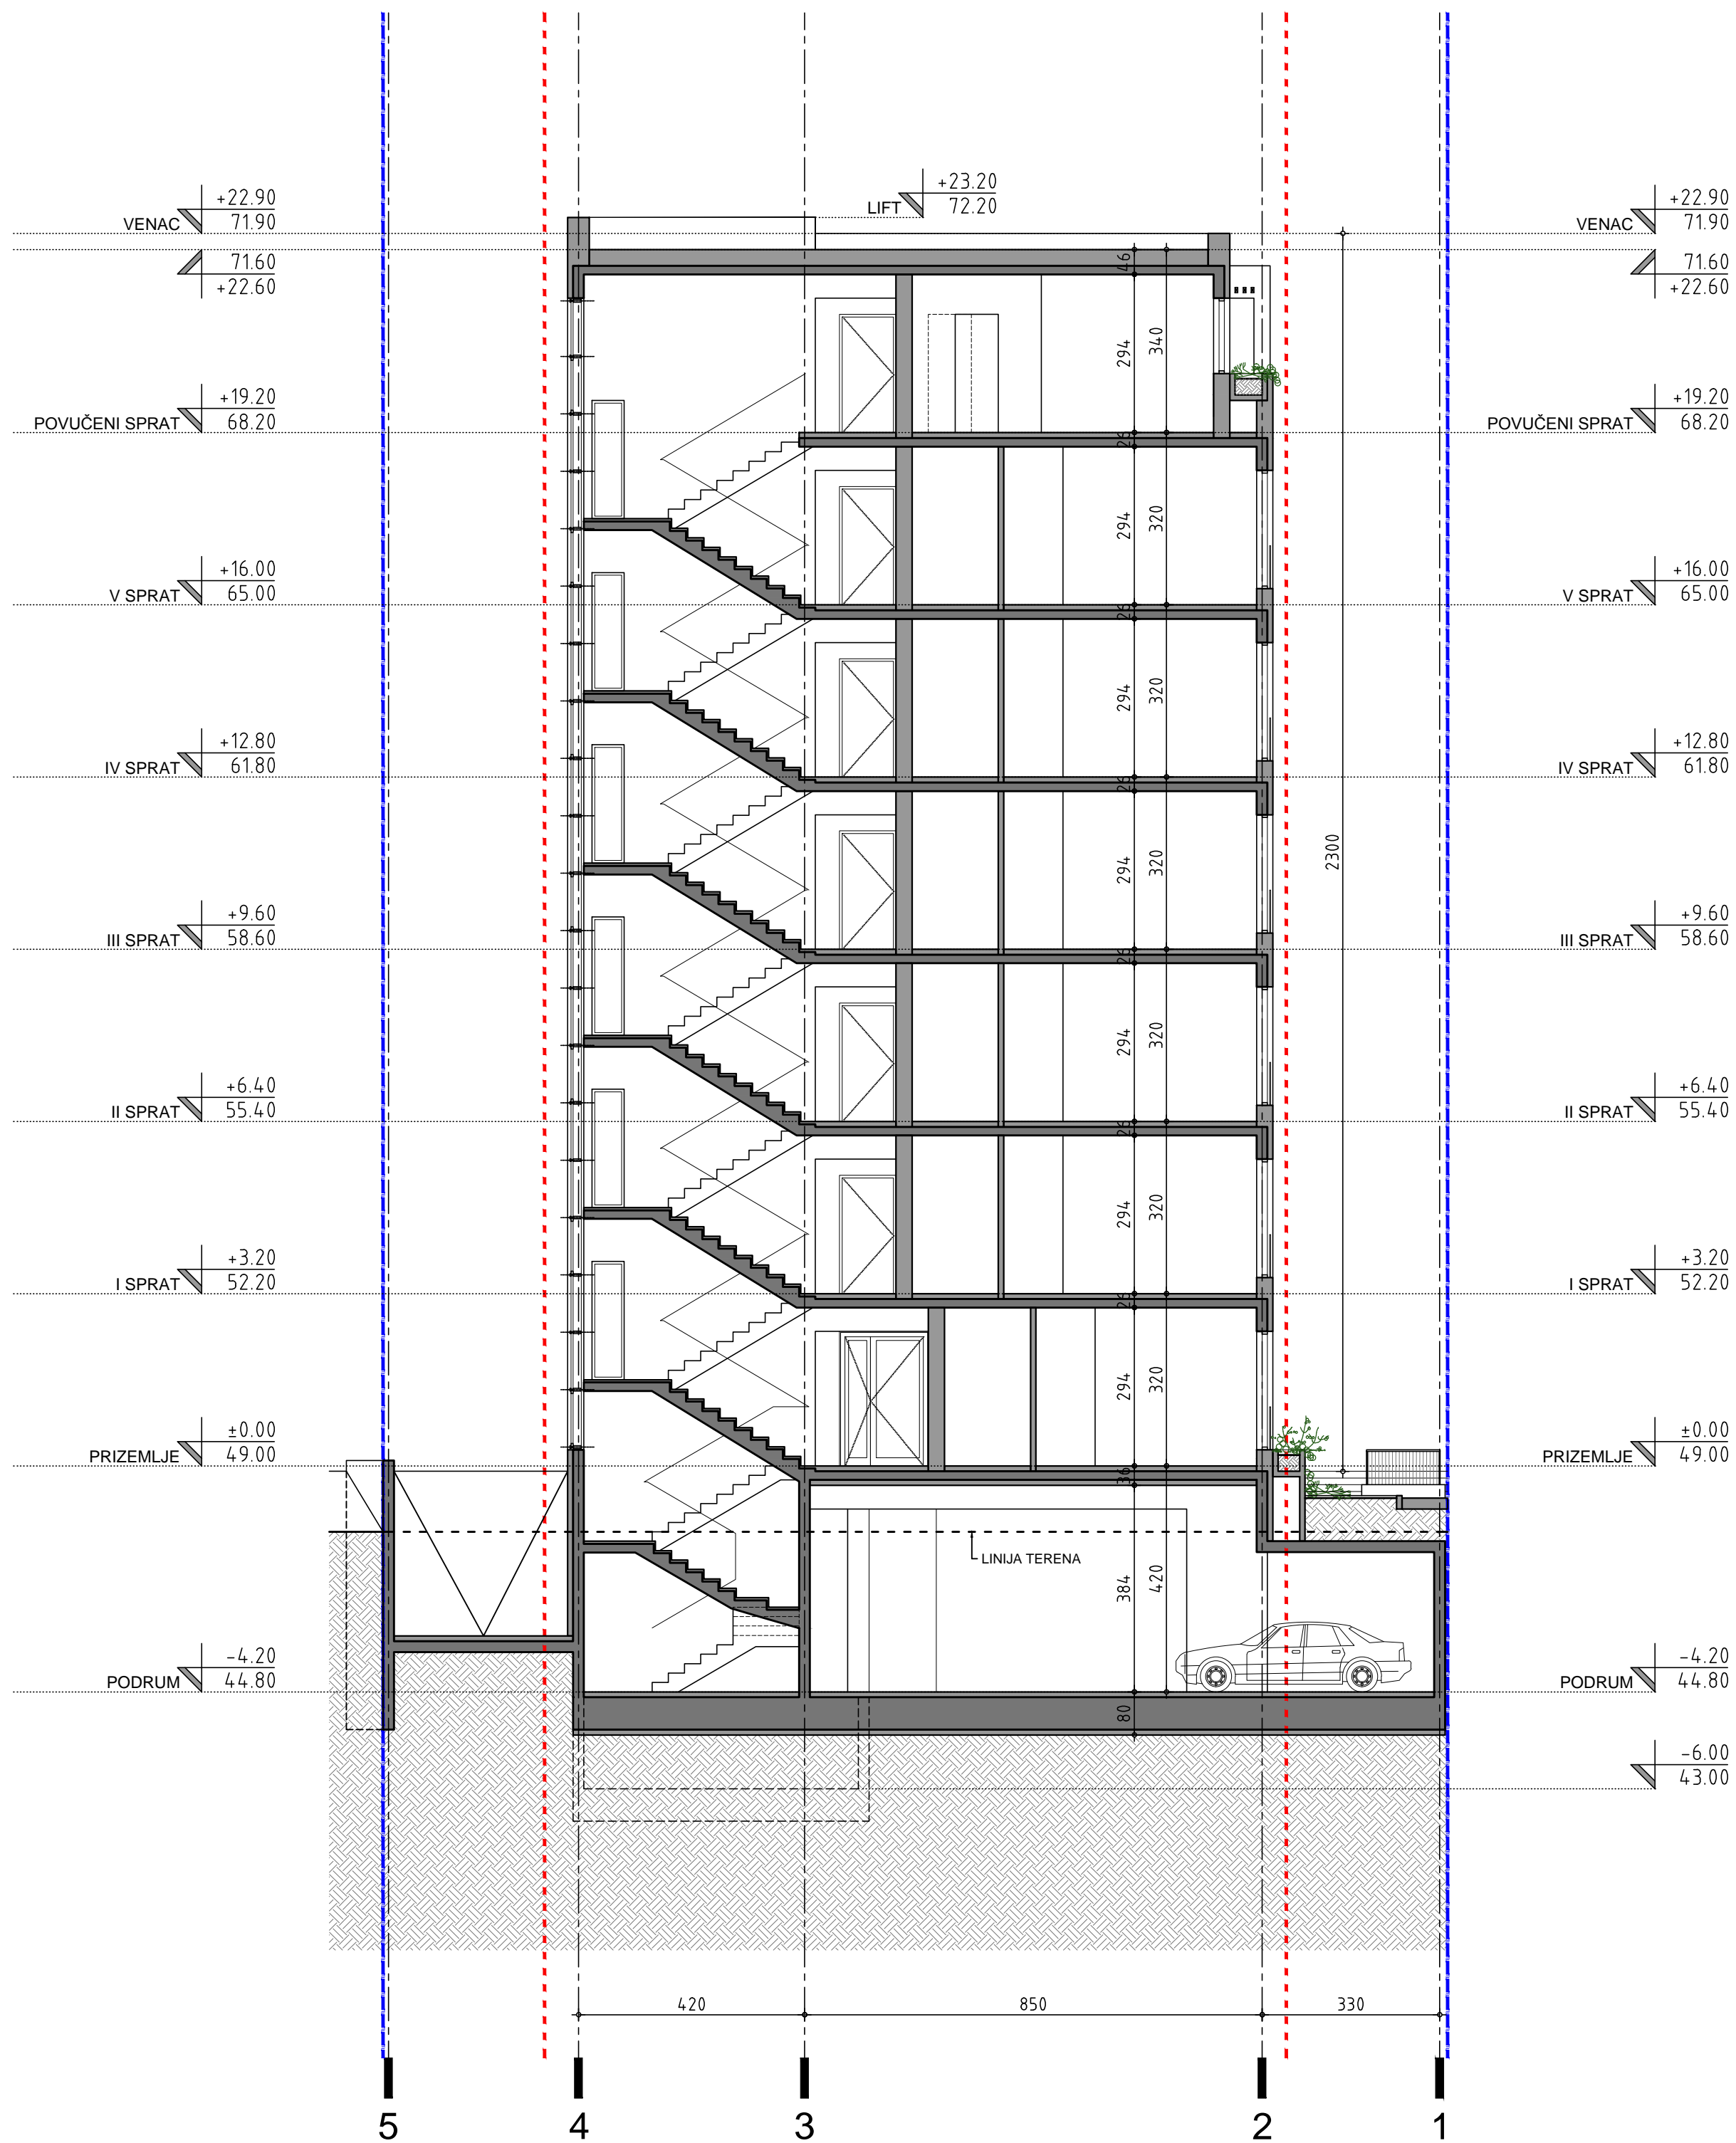 +23.20
LIFT 72.20
+22.90 +22.90
VENAC 71.90 VENAC 71.90
71.60 71.60
+22.60 +22.60
46
294 340
+19.20 +19.20
POVUČENI SPRAT 68.20 POVUČENI SPRAT 68.20
26
294 320
+16.00 +16.00
V SPRAT 65.00 V SPRAT 65.00
26
294 320
+12.80 +12.80
IV SPRAT 61.80 IV SPRAT 61.80
26
294 320 2300
+9.60 +9.60
III SPRAT 58.60 III SPRAT 58.60
26
294 320
+6.40 +6.40
II SPRAT 55.40 II SPRAT 55.40
26
294 320
+3.20 +3.20
I SPRAT 52.20 I SPRAT 52.20
26
294 320
±0.00 ±0.00
PRIZEMLJE 49.00 PRIZEMLJE 49.00
36
LINIJA TERENA
384 420
-4.20 -4.20
PODRUM 44.80 PODRUM 44.80
80
-6.00
43.00
420 850 330
5 4 3 2 1